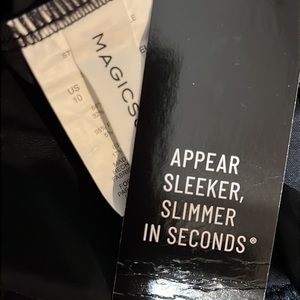 MAGICS
US
10
APPEAR
SLEEKER,
SLIMMER
IN SECONDS®